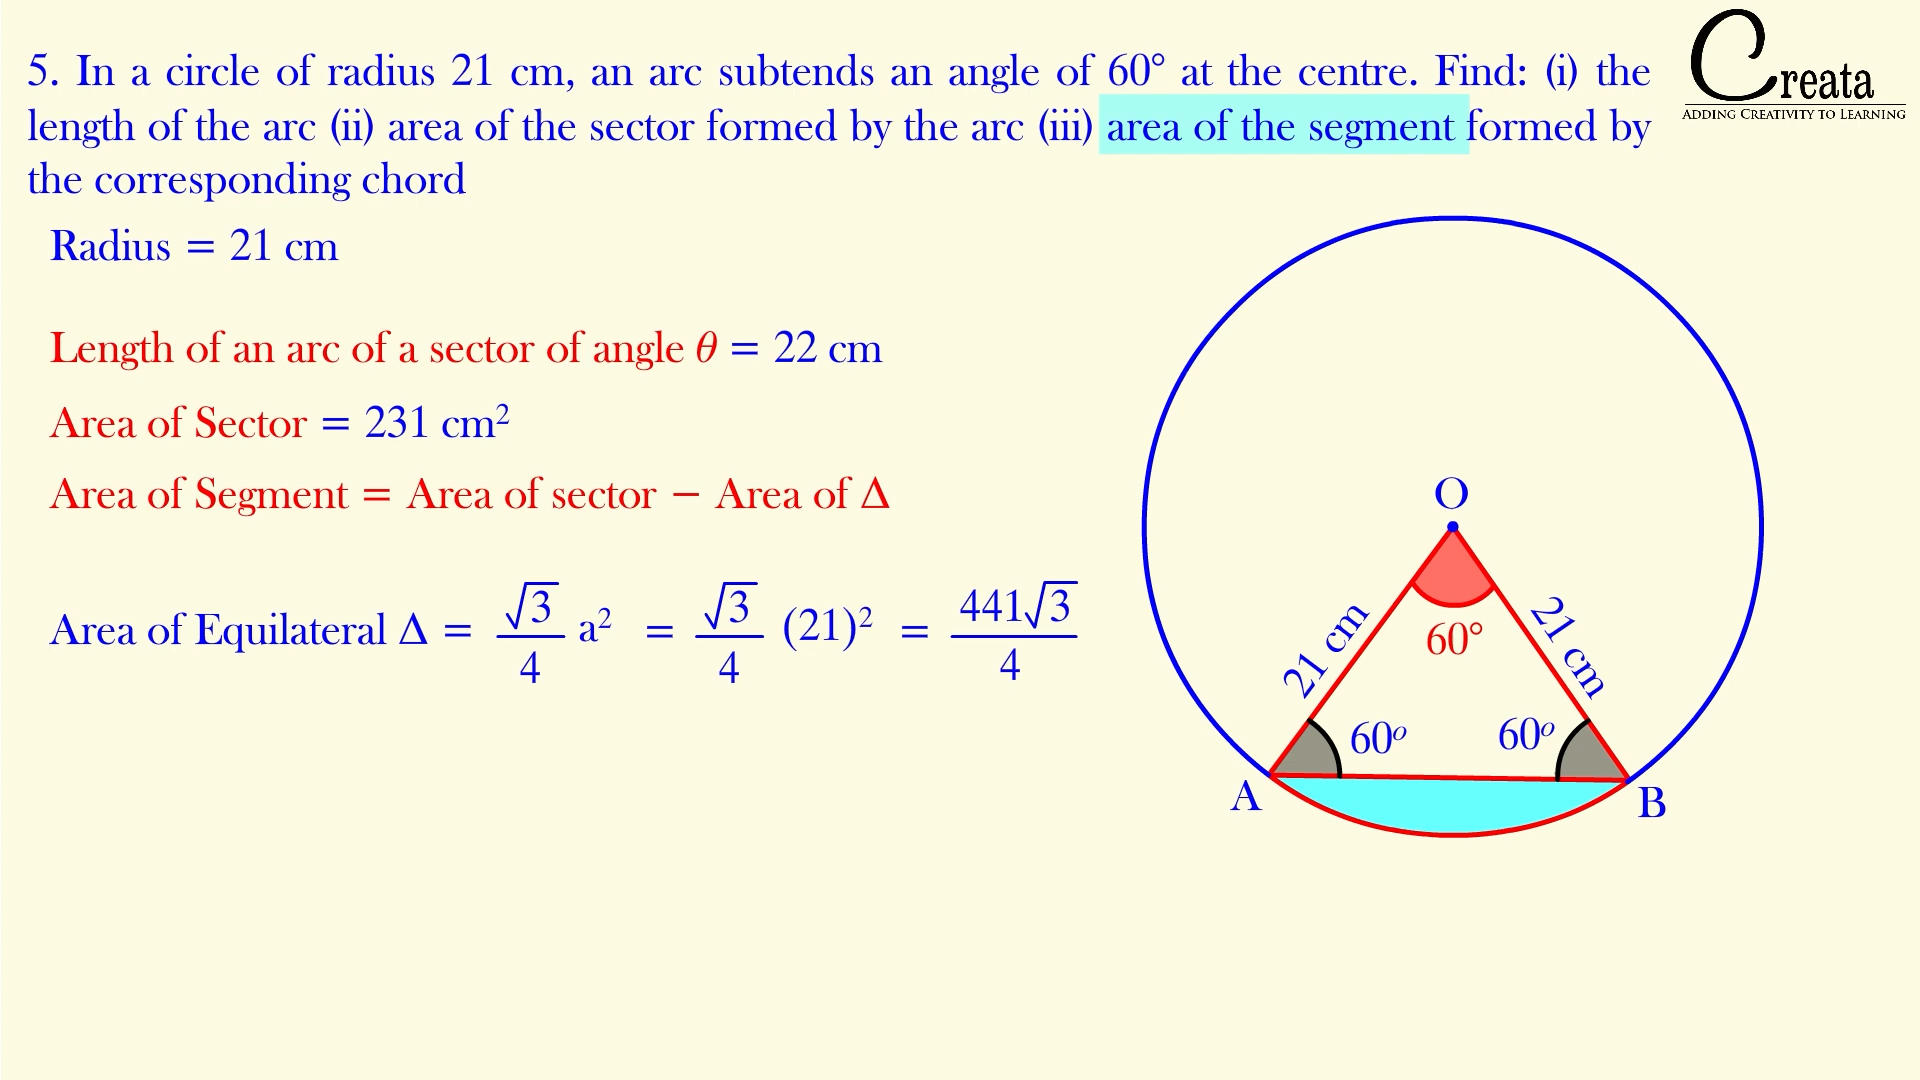 5. In a circle of radius 21 cm, an arc subtends an angle of 60° at the centre. Find: (i) the
length of the arc (ii) area of the sector formed by the arc (iii) area of the segment formed by
the corresponding chord
Creata
ADDING CREATIVITY TO LEARNING
Radius = 21 cm
Length of an arc of a sector of angle θ = 22 cm
Area of Sector = 231 cm²
Area of Segment = Area of sector − Area of Δ
Area of Equilateral Δ = √3/4 a² = √3/4 (21)² = 441√3/4
O
21 cm
21 cm
60°
60ᵒ
60ᵒ
A
B